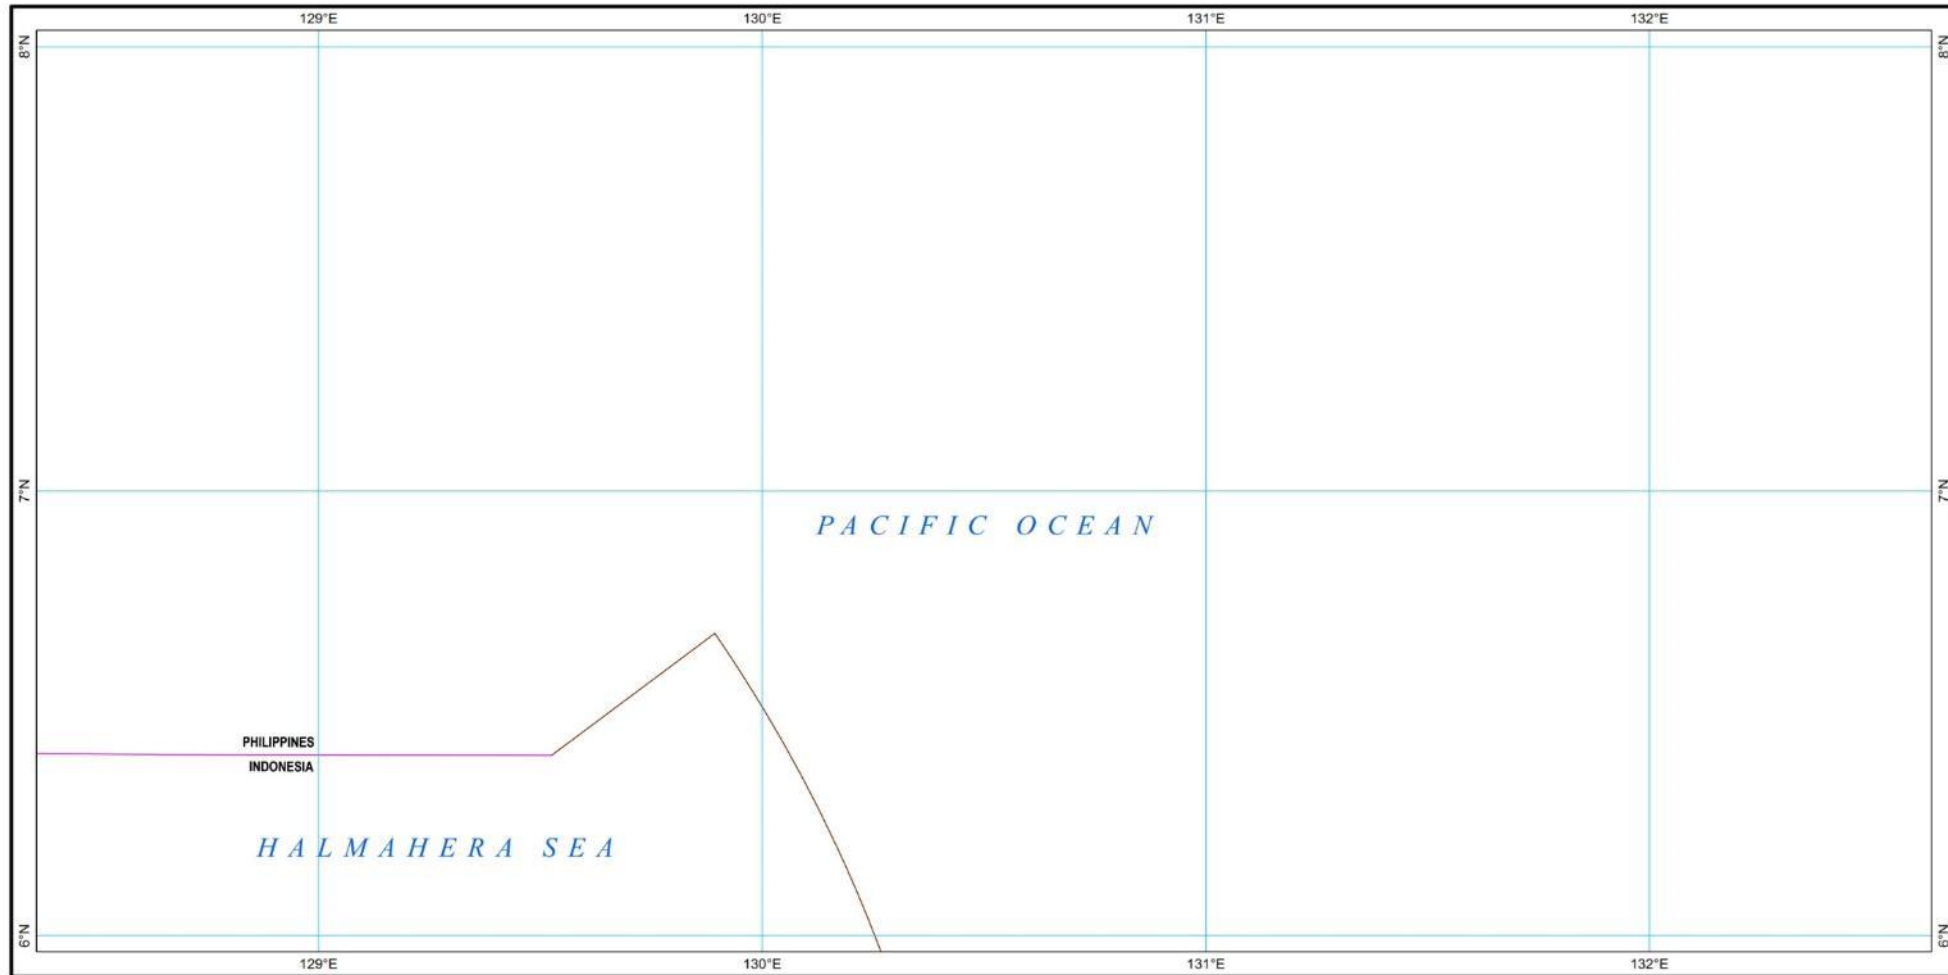 129°E 130°E 131°E 132°E
8°N 8°N
7°N 7°N
PACIFIC OCEAN
PHILIPPINES
INDONESIA
HALMAHERA SEA
6°N 6°N
129°E 130°E 131°E 132°E